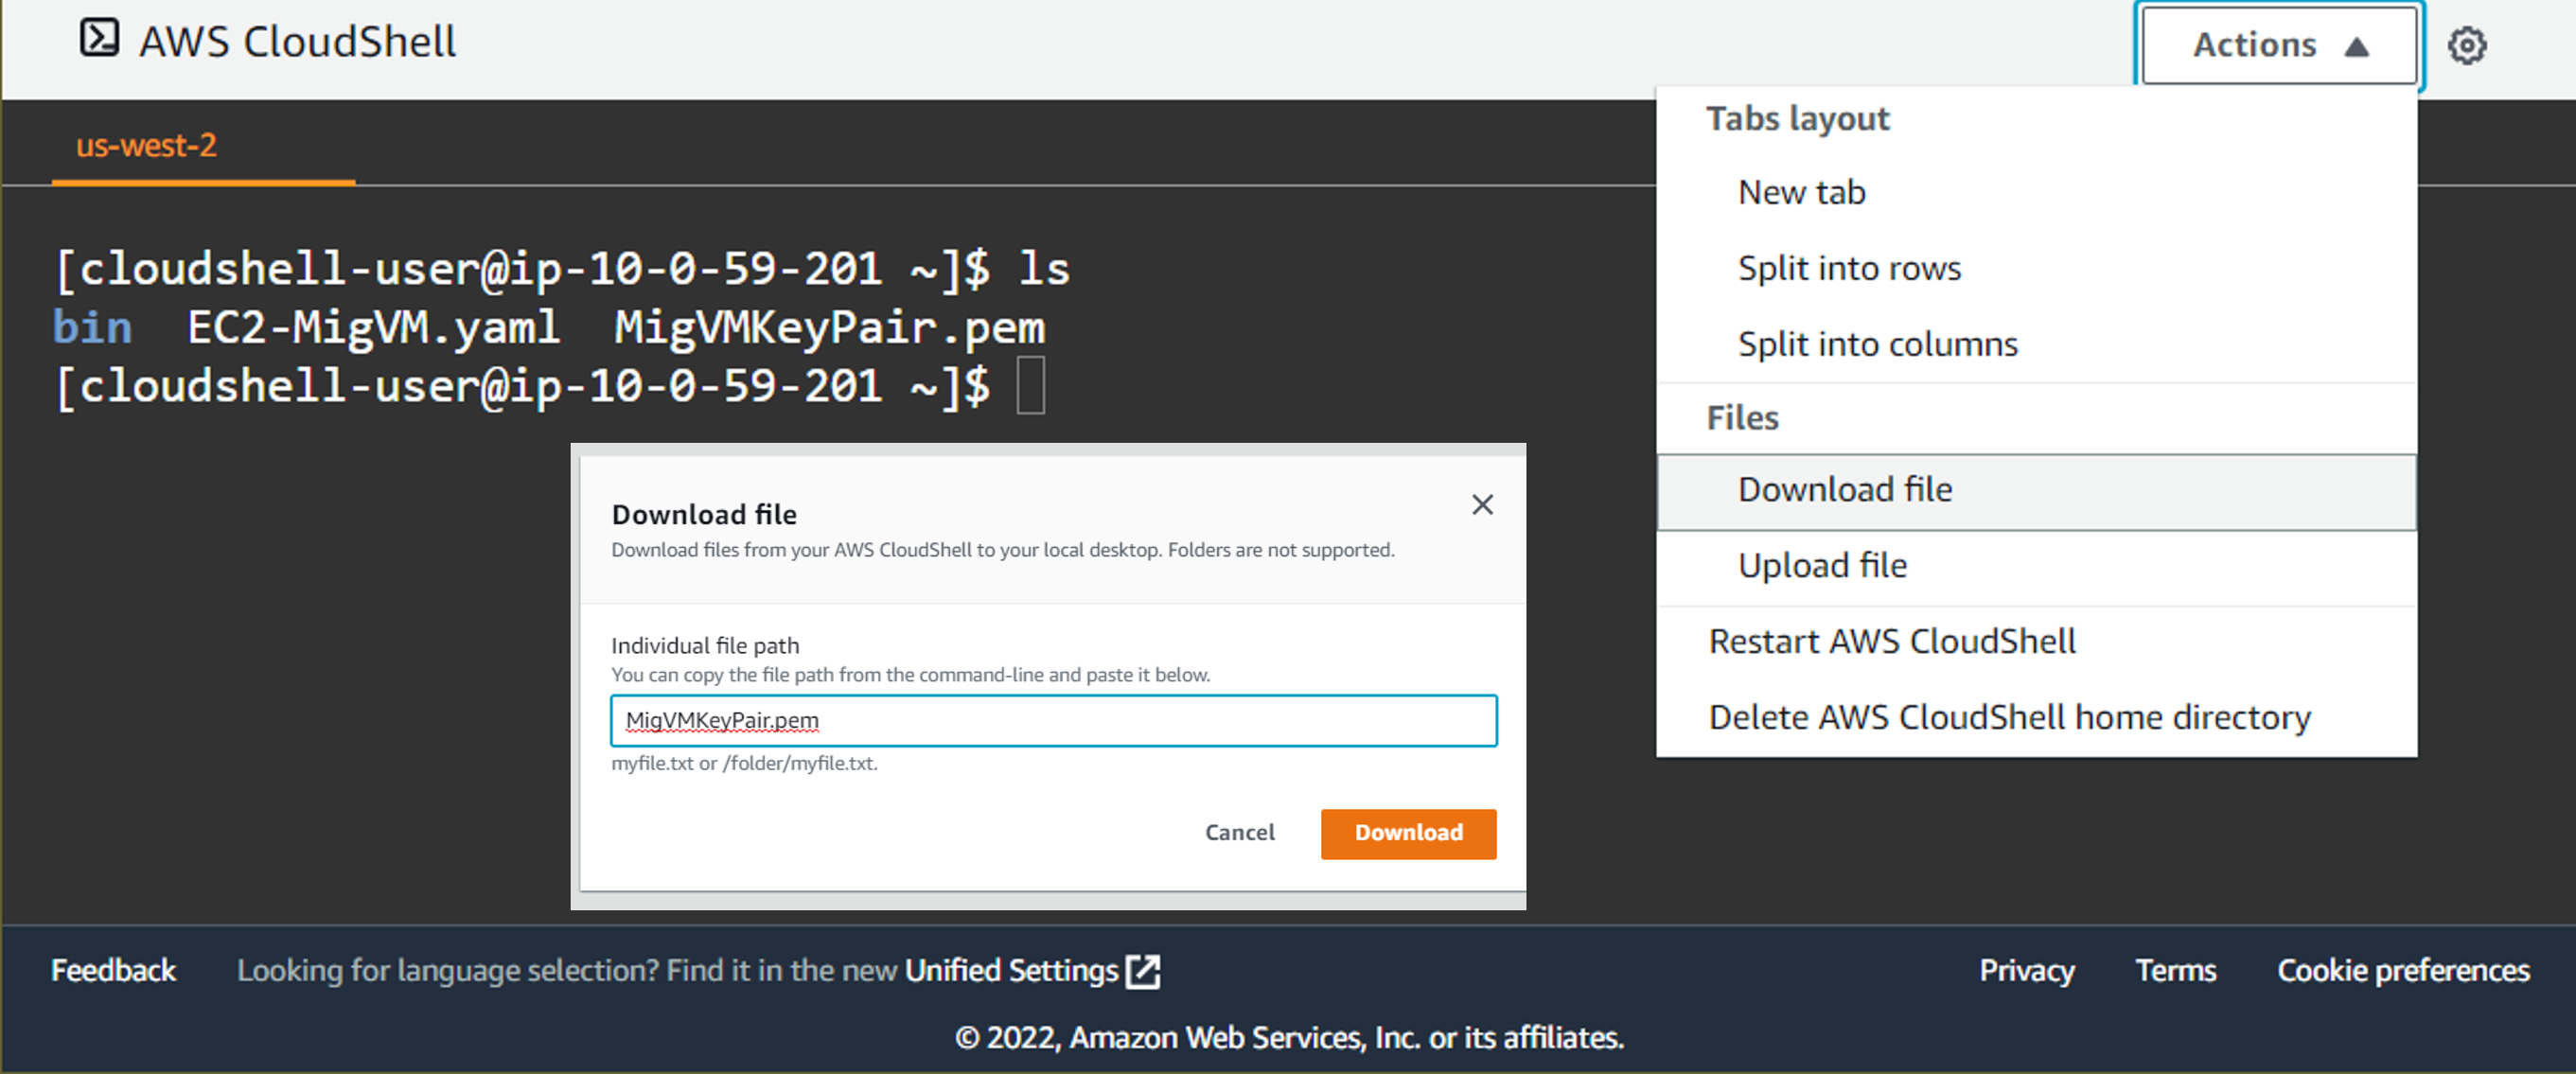 AWS CloudShell
Actions
us-west-2
[cloudshell-user@ip-10-0-59-201 ~]$ ls
bin EC2-MigVM.yaml MigVMKeyPair.pem
[cloudshell-user@ip-10-0-59-201 ~]$
Tabs layout
New tab
Split into rows
Split into columns
Files
Download file
Upload file
Restart AWS CloudShell
Delete AWS CloudShell home directory
Download file
Download files from your AWS CloudShell to your local desktop. Folders are not supported.
Individual file path
You can copy the file path from the command-line and paste it below.
MigVMKeyPair.pem
myfile.txt or /folder/myfile.txt.
Cancel
Download
Feedback
Looking for language selection? Find it in the new Unified Settings
Privacy
Terms
Cookie preferences
© 2022, Amazon Web Services, Inc. or its affiliates.